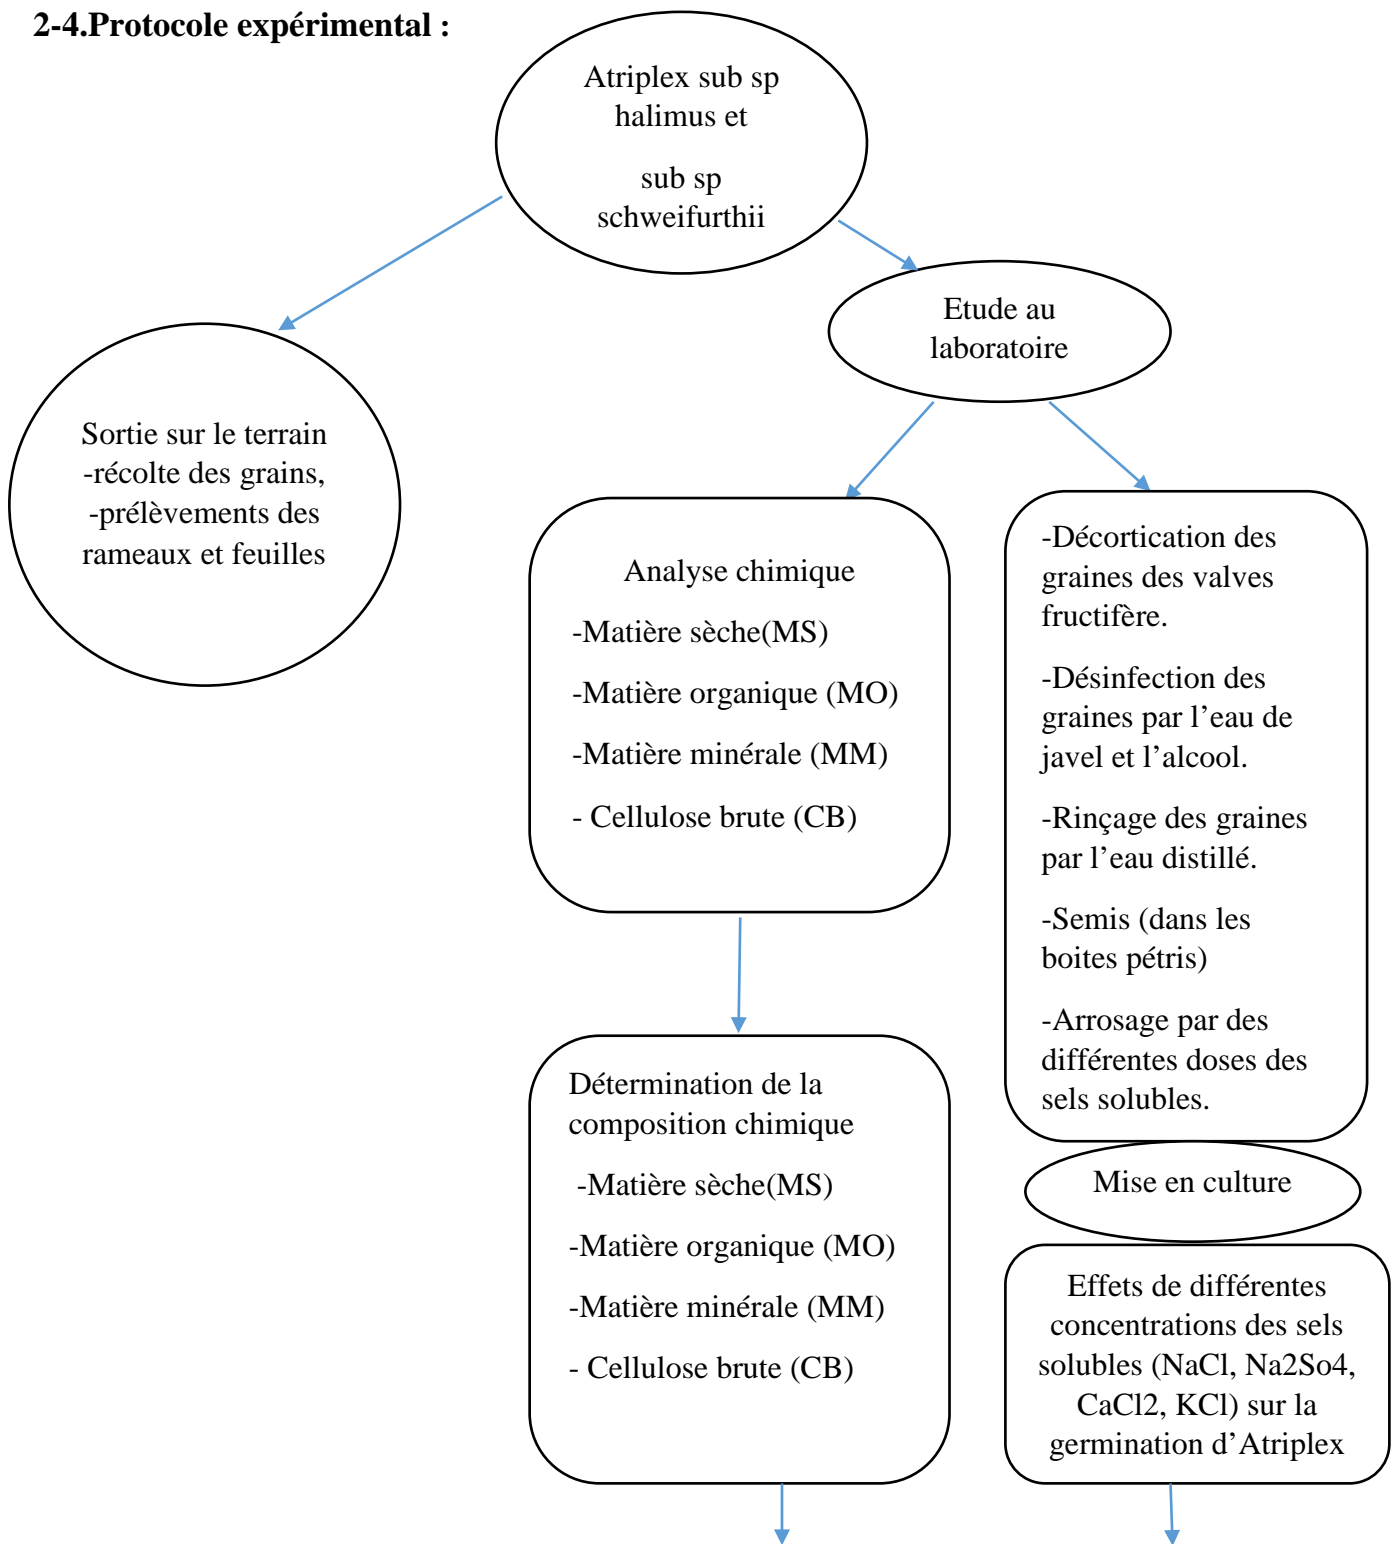 2-4.Protocole expérimental :
Atriplex sub sp
halimus et
sub sp
schweifurthii
Etude au
laboratoire
Sortie sur le terrain
-récolte des grains,
-prélèvements des
rameaux et feuilles
Analyse chimique
-Matière sèche(MS)
-Matière organique (MO)
-Matière minérale (MM)
- Cellulose brute (CB)
-Décortication des
graines des valves
fructifère.
-Désinfection des
graines par l’eau de
javel et l’alcool.
-Rinçage des graines
par l’eau distillé.
-Semis (dans les
boites pétris)
-Arrosage par des
différentes doses des
sels solubles.
Détermination de la
composition chimique
-Matière sèche(MS)
-Matière organique (MO)
-Matière minérale (MM)
- Cellulose brute (CB)
Mise en culture
Effets de différentes
concentrations des sels
solubles (NaCl, Na2So4,
CaCl2, KCl) sur la
germination d’Atriplex